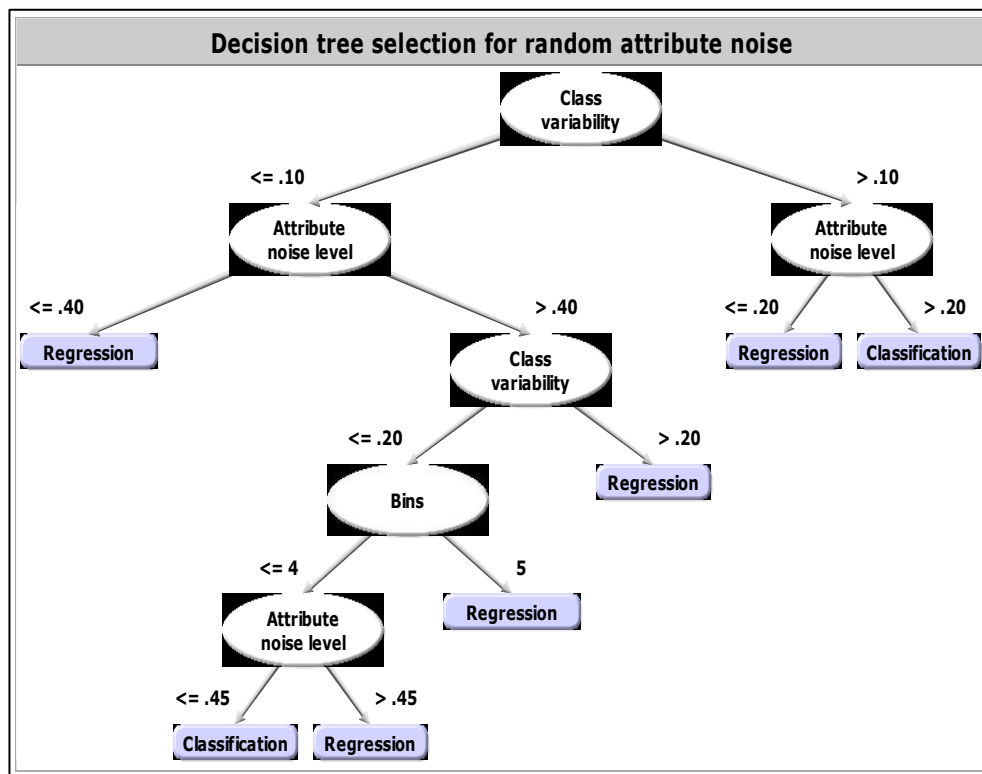 Decision tree selection for random attribute noise
Class
variability
<= .10
> .10
Attribute
noise level
Attribute
noise level
<= .40
> .40
<= .20
> .20
Regression
Class
variability
Regression
Classification
<= .20
> .20
Bins
Regression
<= 4
5
Attribute
noise level
Regression
<= .45
> .45
Classification
Regression